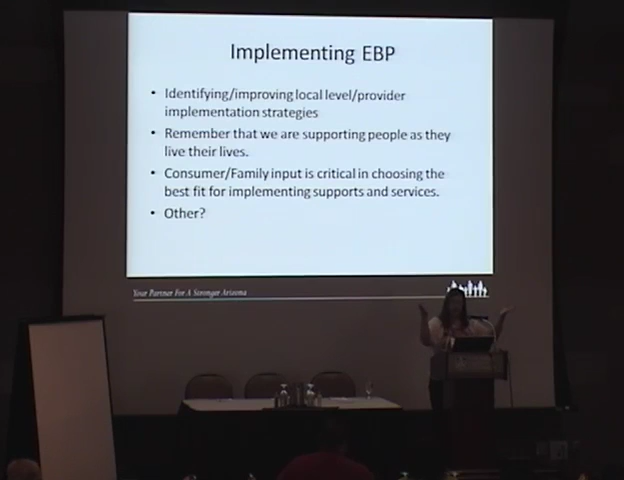 Implementing EBP
• Identifying/improving local level/provider
implementation strategies
• Remember that we are supporting people as they
live their lives.
• Consumer/Family input is critical in choosing the
best fit for implementing supports and services.
• Other?
Your Partner For A Stronger Arizona